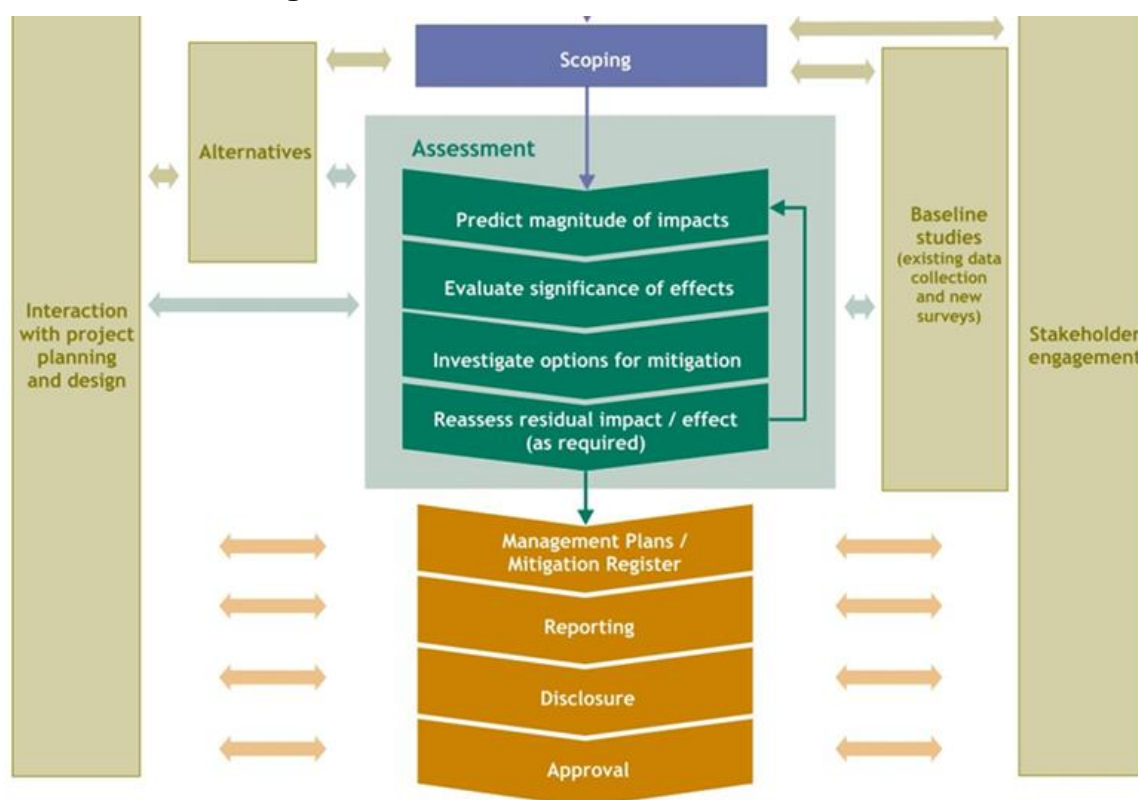 Scoping
Alternatives
Assessment
Predict magnitude of impacts
Evaluate significance of effects
Investigate options for mitigation
Reassess residual impact / effect
(as required)
Baseline
studies
(existing data
collection
and new
surveys)
Interaction
with project
planning
and design
Stakeholder
engagement
Management Plans /
Mitigation Register
Reporting
Disclosure
Approval